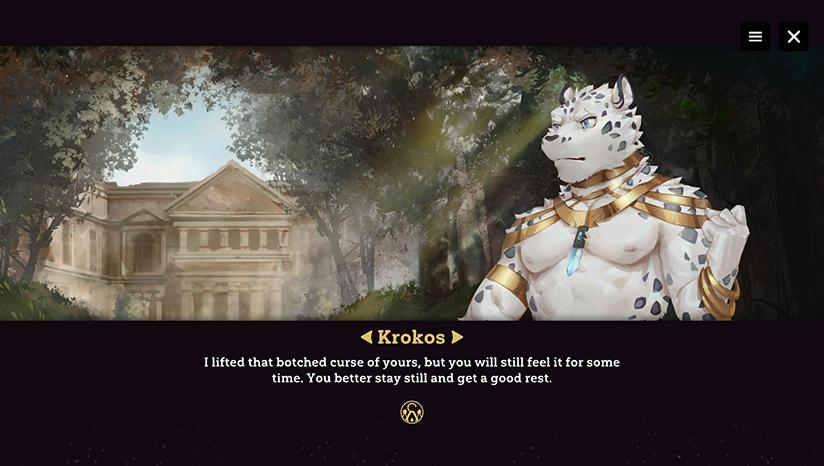 Krokos
I lifted that botched curse of yours, but you will still feel it for some
time. You better stay still and get a good rest.